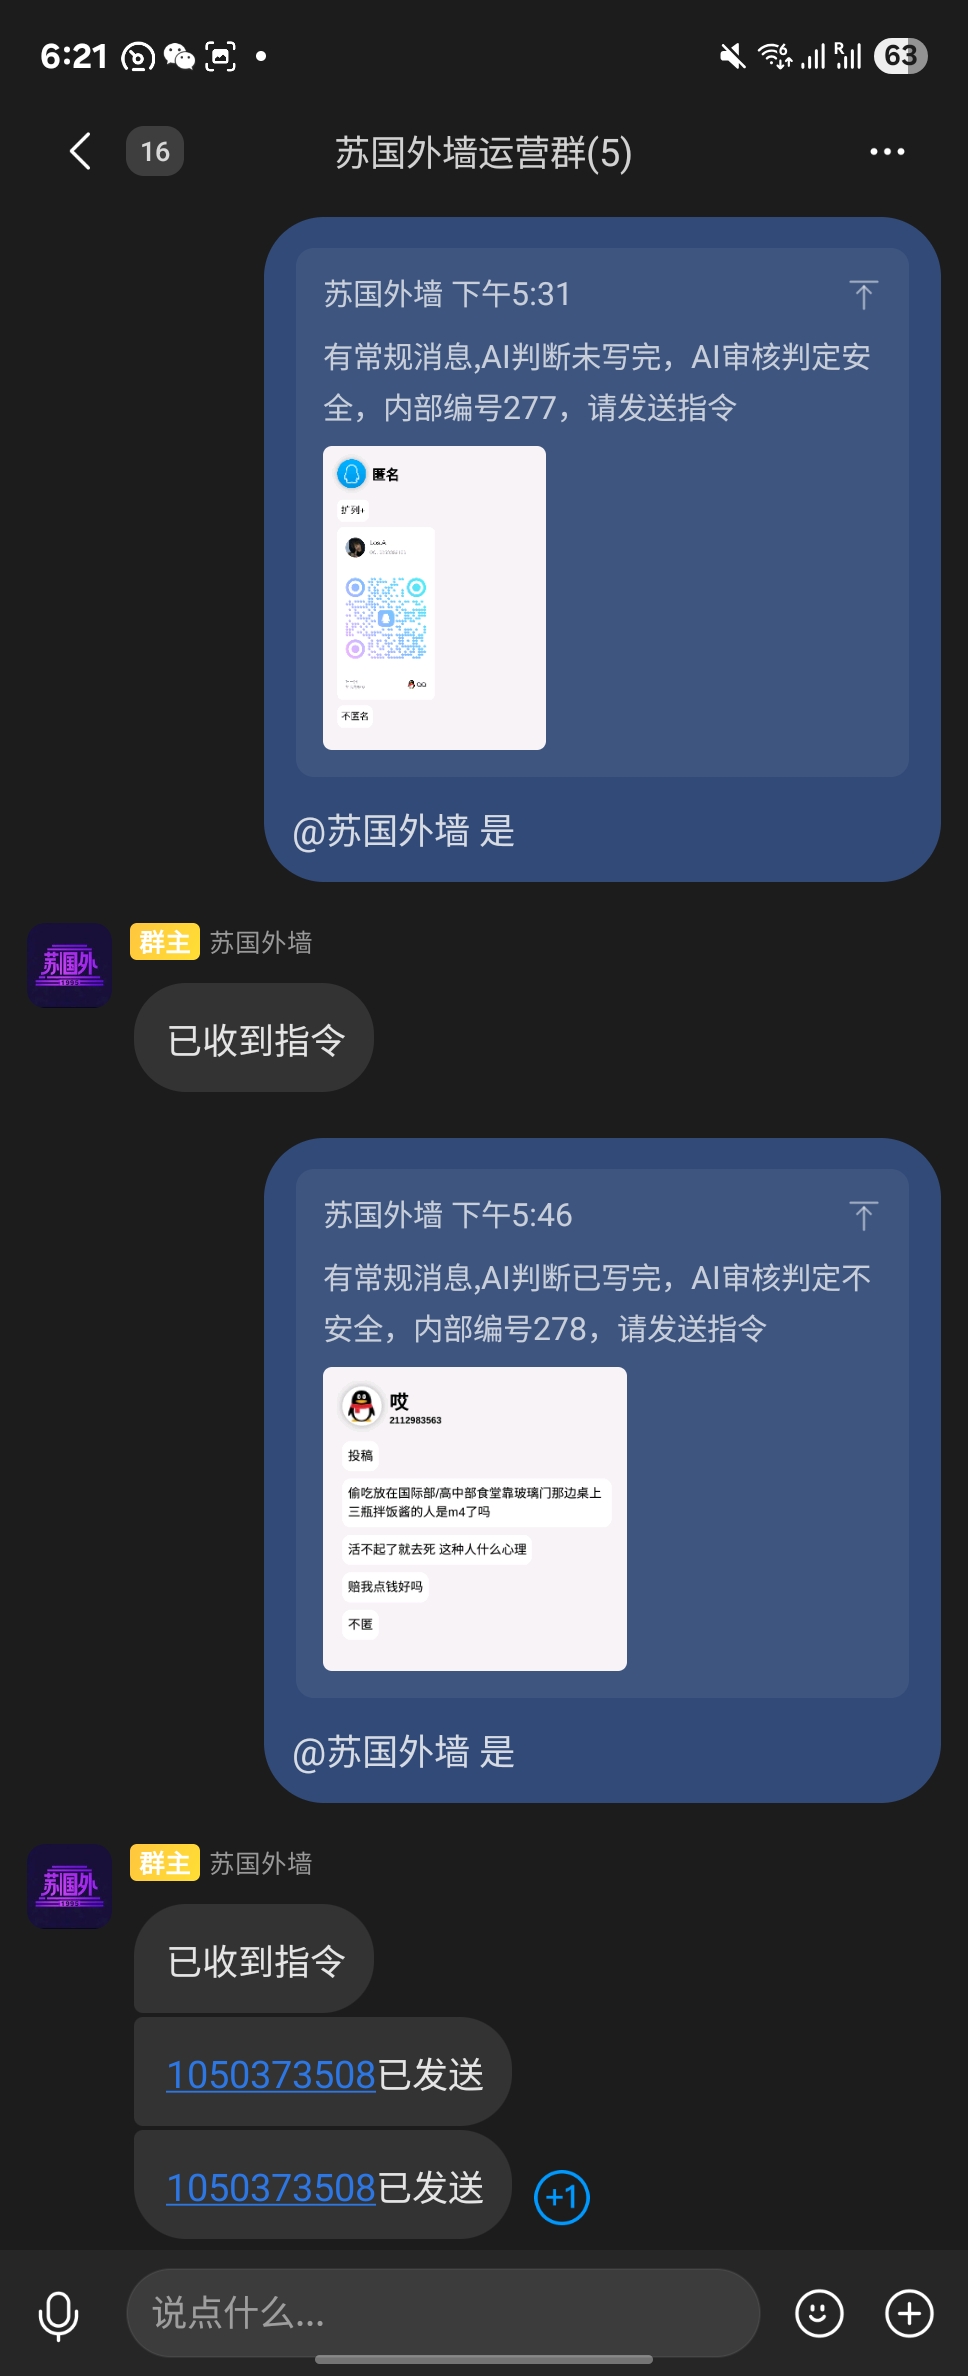 6:21
63
16
苏国外墙运营群(5)
苏国外墙 下午5:31
有常规消息,AI判断未写完，AI审核判定安
全，内部编号277，请发送指令
匿名
扩列+
QQ
不匿名
@苏国外墙 是
群主 苏国外墙
苏国外
已收到指令
苏国外墙 下午5:46
有常规消息,AI判断已写完，AI审核判定不
安全，内部编号278，请发送指令
哎
2112983563
投稿
偷吃放在国际部/高中部食堂靠玻璃门那边桌上
三瓶拌饭酱的人是m4了吗
活不起了就去死 这种人什么心理
赔我点钱好吗
不匿
@苏国外墙 是
群主 苏国外墙
苏国外
已收到指令
1050373508已发送
1050373508已发送
+1
说点什么...